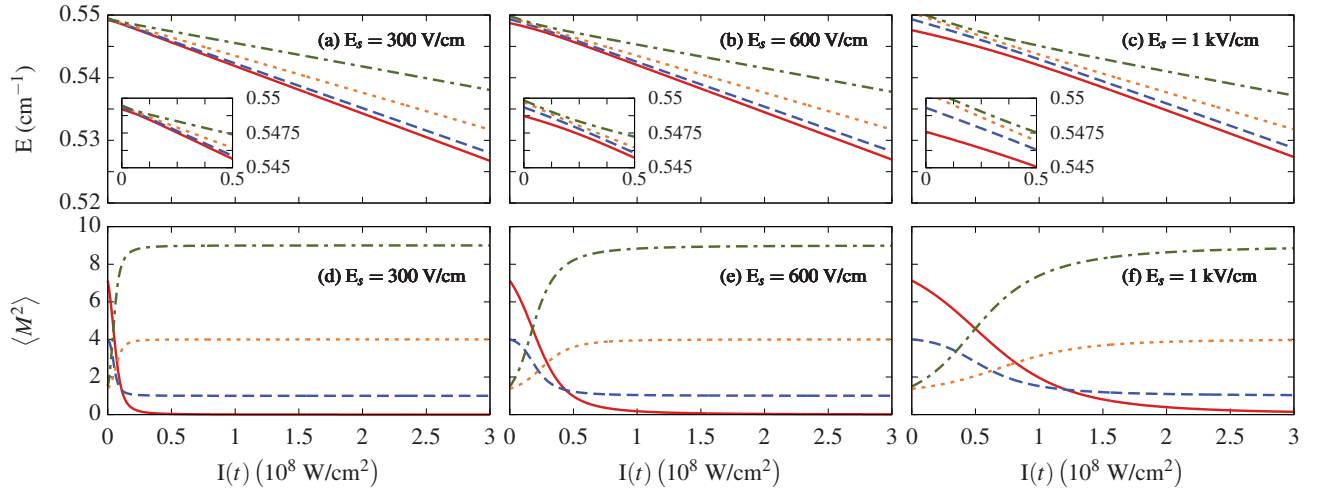 0.55
0.54
0.53
0.52
E (cm⁻¹)
(a) Eₛ = 300 V/cm
0.55
0.5475
0.545
0 0.5
(b) Eₛ = 600 V/cm
0.55
0.5475
0.545
0 0.5
(c) Eₛ = 1 kV/cm
0.55
0.5475
0.545
0 0.5
10
8
6
4
2
0
⟨M²⟩
(d) Eₛ = 300 V/cm
(e) Eₛ = 600 V/cm
(f) Eₛ = 1 kV/cm
0 0.5 1 1.5 2 2.5 3
0 0.5 1 1.5 2 2.5 3
0 0.5 1 1.5 2 2.5 3
I(t) (10⁸ W/cm²)
I(t) (10⁸ W/cm²)
I(t) (10⁸ W/cm²)